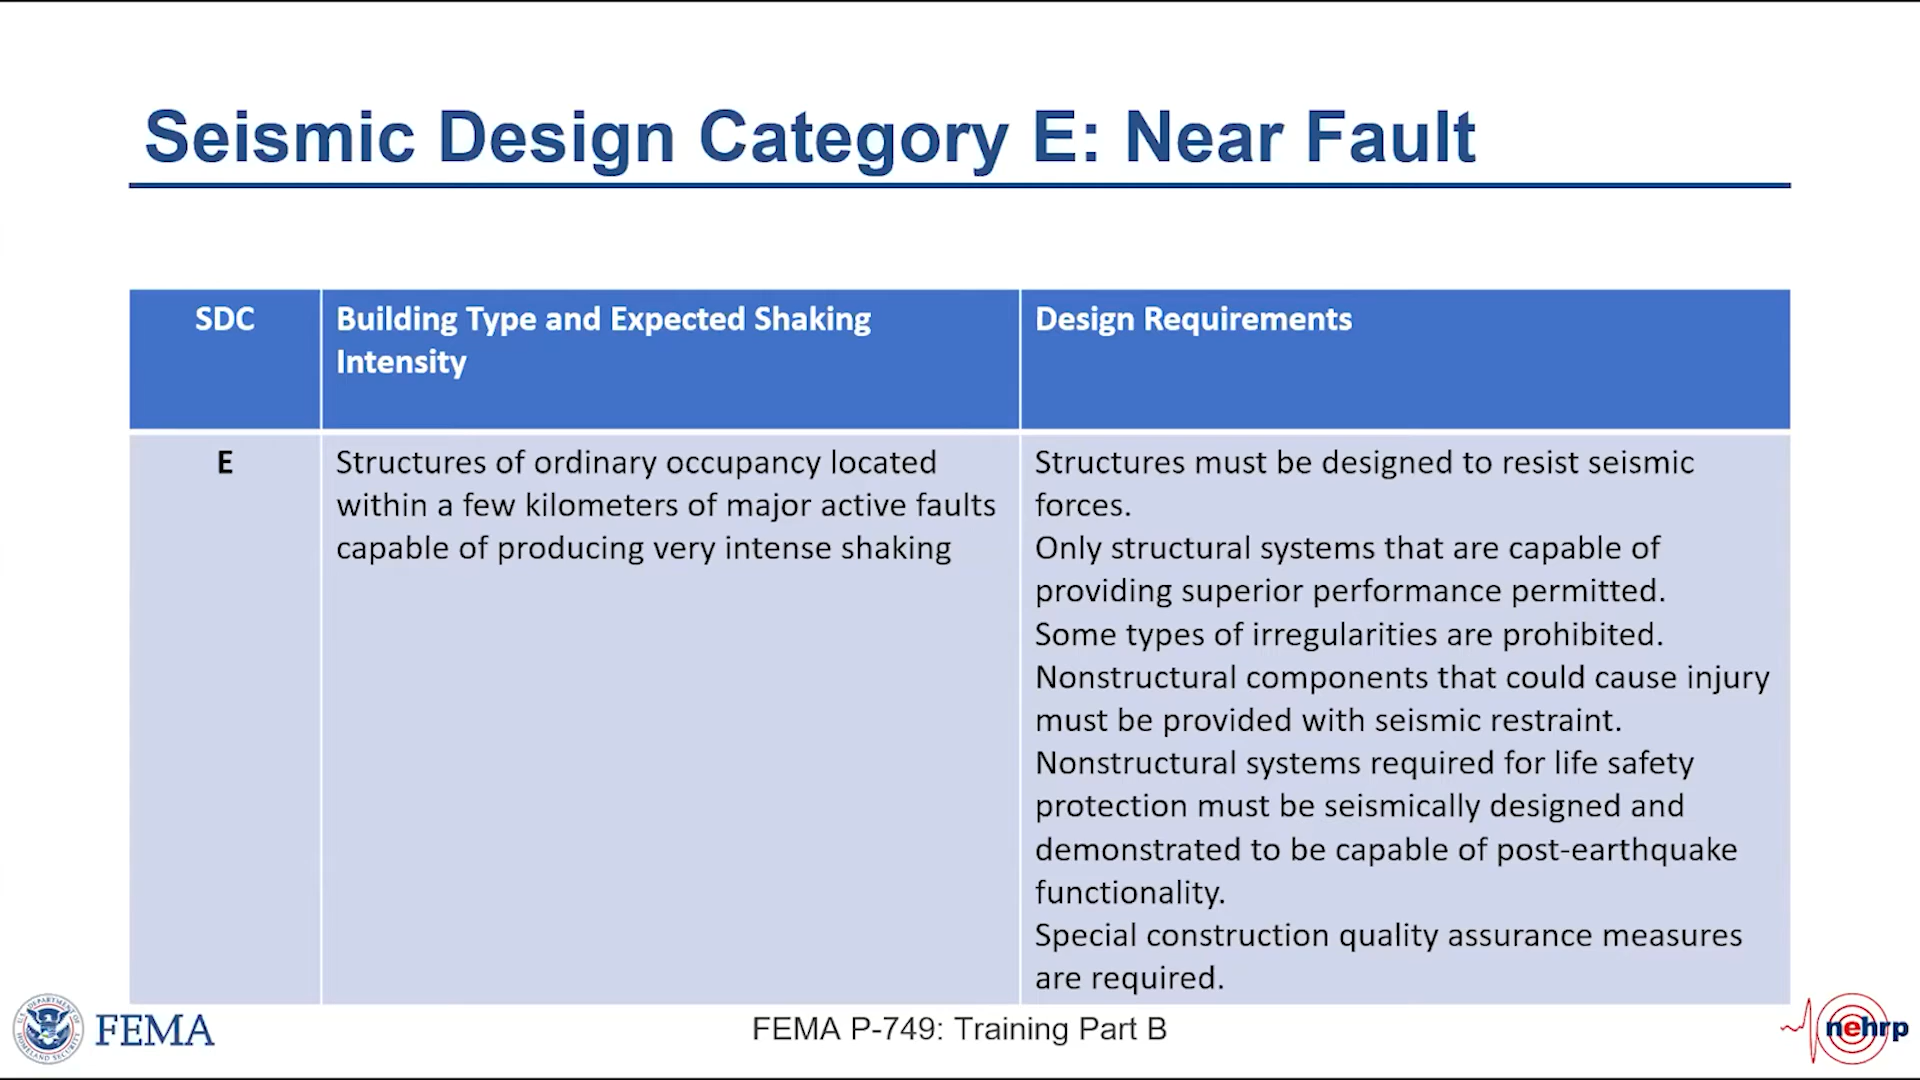 Seismic Design Category E: Near Fault
SDC
Building Type and Expected Shaking
Intensity
Design Requirements
E
Structures of ordinary occupancy located
within a few kilometers of major active faults
capable of producing very intense shaking
Structures must be designed to resist seismic
forces.
Only structural systems that are capable of
providing superior performance permitted.
Some types of irregularities are prohibited.
Nonstructural components that could cause injury
must be provided with seismic restraint.
Nonstructural systems required for life safety
protection must be seismically designed and
demonstrated to be capable of post-earthquake
functionality.
Special construction quality assurance measures
are required.
FEMA
FEMA P-749: Training Part B
nehrp